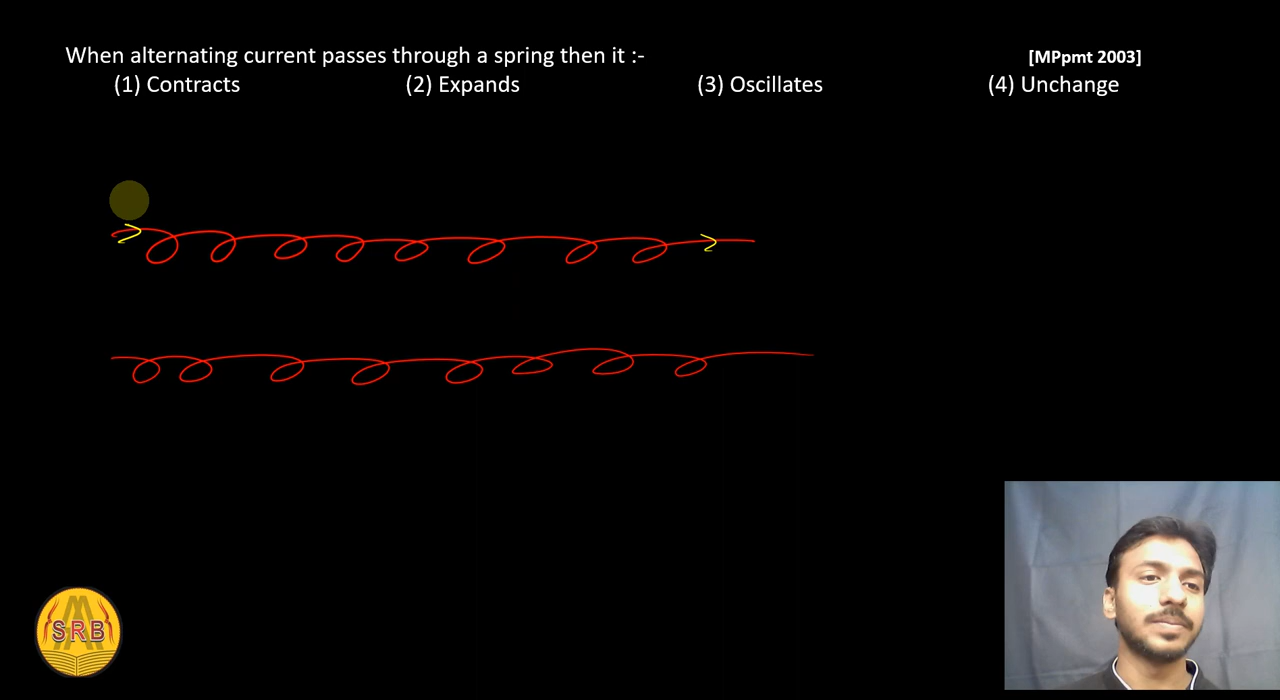 When alternating current passes through a spring then it :- [MPpmt 2003]
(1) Contracts (2) Expands (3) Oscillates (4) Unchange
SRB